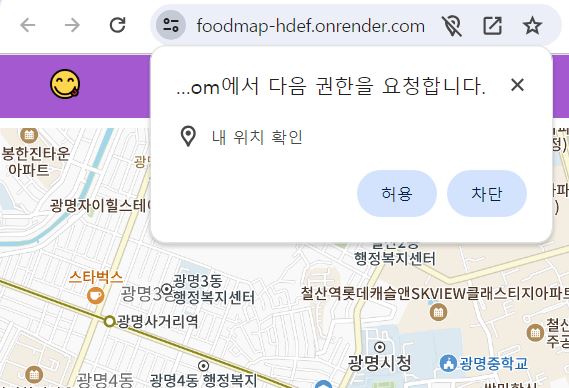 foodmap-hdef.onrender.com
...om에서 다음 권한을 요청합니다.
내 위치 확인
허용
차단
봉한진타운
아파트
광명자이힐스테이
스타벅스
광명3동
광명3동
행정복지센터
행정복지센터
철산역롯데캐슬앤SKVIEW클래스티지아파트
광명사거리역
철산
주공
광명시청
광명중학교
광명4동
광명4동
행정복지